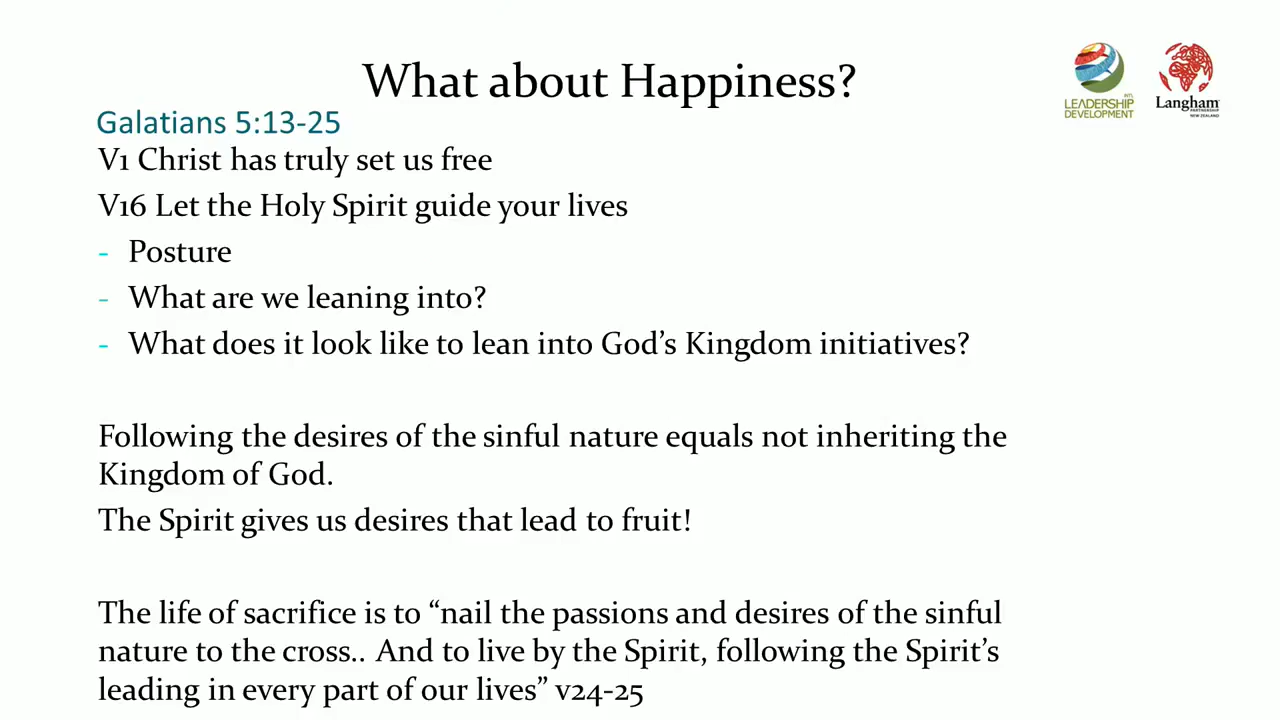 What about Happiness?
INTL
LEADERSHIP
DEVELOPMENT
Langham
PARTNERSHIP
NEW ZEALAND
Galatians 5:13-25
V1 Christ has truly set us free
V16 Let the Holy Spirit guide your lives
- Posture
- What are we leaning into?
- What does it look like to lean into God’s Kingdom initiatives?
Following the desires of the sinful nature equals not inheriting the
Kingdom of God.
The Spirit gives us desires that lead to fruit!
The life of sacrifice is to “nail the passions and desires of the sinful
nature to the cross.. And to live by the Spirit, following the Spirit’s
leading in every part of our lives” v24-25